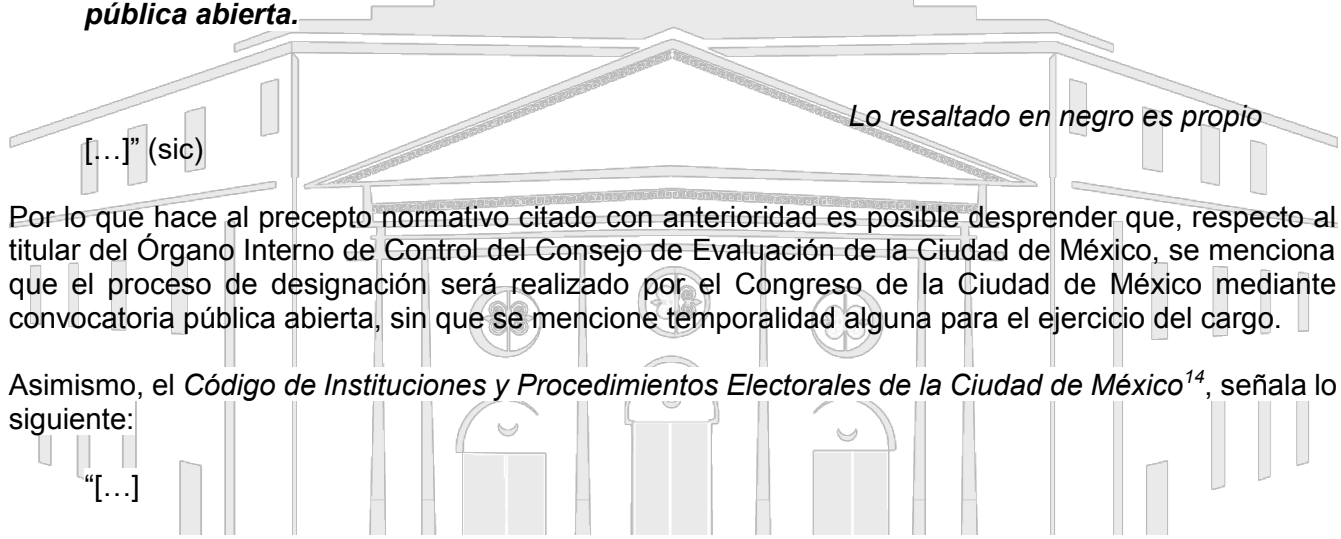 pública abierta.
Lo resaltado en negro es propio
[…]” (sic)
Por lo que hace al precepto normativo citado con anterioridad es posible desprender que, respecto al
titular del Órgano Interno de Control del Consejo de Evaluación de la Ciudad de México, se menciona
que el proceso de designación será realizado por el Congreso de la Ciudad de México mediante
convocatoria pública abierta, sin que se mencione temporalidad alguna para el ejercicio del cargo.
Asimismo, el Código de Instituciones y Procedimientos Electorales de la Ciudad de México14, señala lo
siguiente:
“[…]